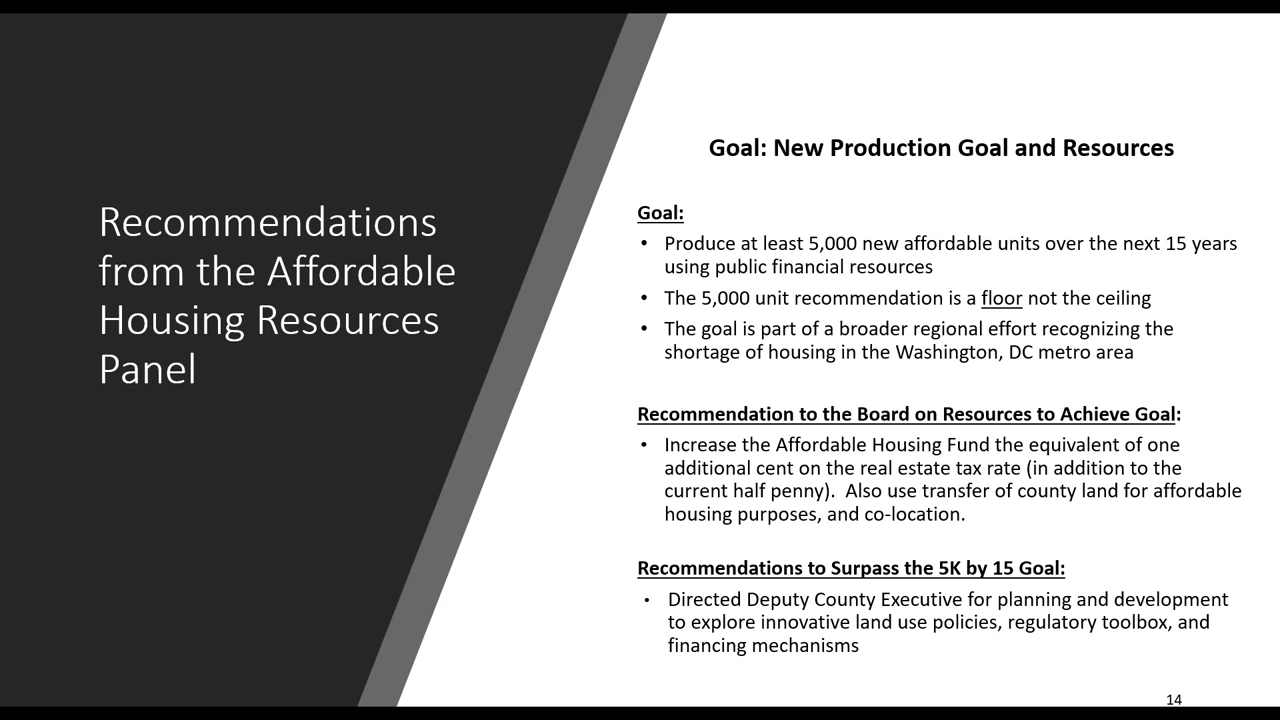 Recommendations
from the Affordable
Housing Resources
Panel
Goal: New Production Goal and Resources
Goal:
• Produce at least 5,000 new affordable units over the next 15 years
using public financial resources
• The 5,000 unit recommendation is a floor not the ceiling
• The goal is part of a broader regional effort recognizing the
shortage of housing in the Washington, DC metro area
Recommendation to the Board on Resources to Achieve Goal:
• Increase the Affordable Housing Fund the equivalent of one
additional cent on the real estate tax rate (in addition to the
current half penny).  Also use transfer of county land for affordable
housing purposes, and co-location.
Recommendations to Surpass the 5K by 15 Goal:
• Directed Deputy County Executive for planning and development
to explore innovative land use policies, regulatory toolbox, and
financing mechanisms
14